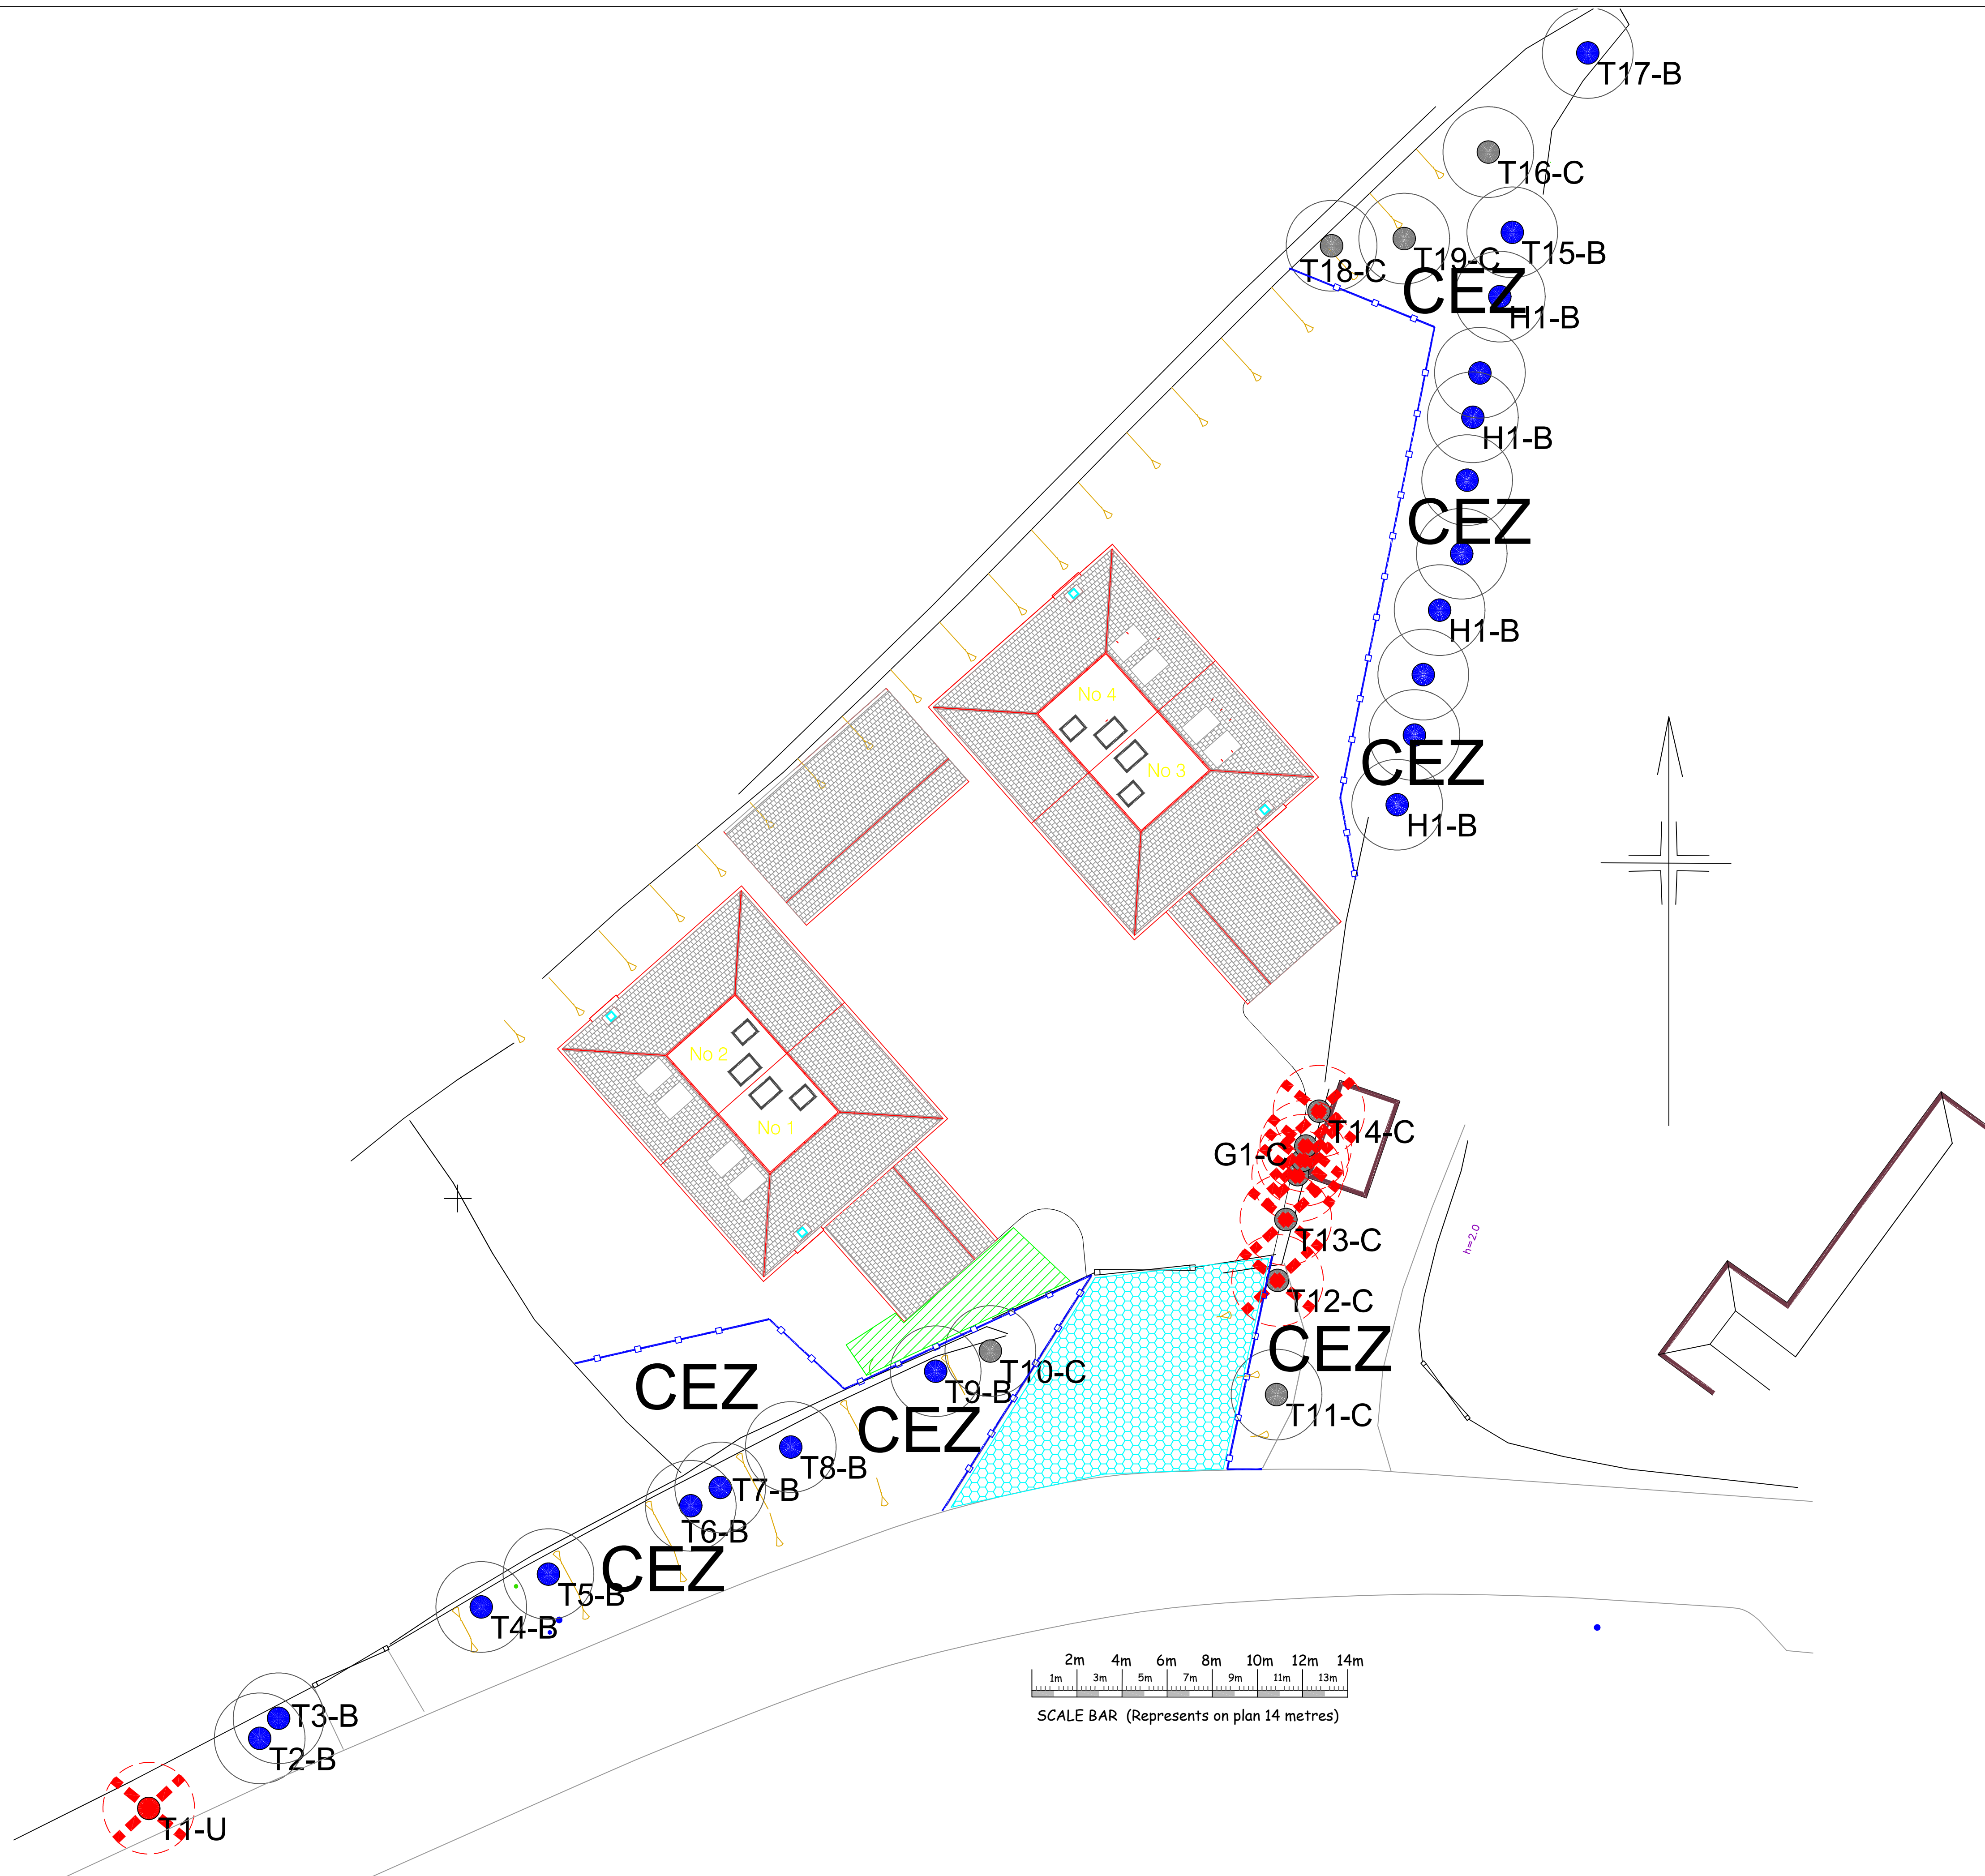 T17-B
T16-C
T15-B
T19-C
T18-C
CEZ
H1-B
H1-B
CEZ
H1-B
No 4
No 3
CEZ
H1-B
No 2
No 1
T14-C
G1-C
T13-C
h=2.0
T12-C
CEZ
T10-C
T9-B
CEZ
T11-C
CEZ
T8-B
T7-B
T6-B
CEZ
T5-B
T4-B
2m 4m 6m 8m 10m 12m 14m
1m 3m 5m 7m 9m 11m 13m
SCALE BAR (Represents on plan 14 metres)
T3-B
T2-B
T1-U